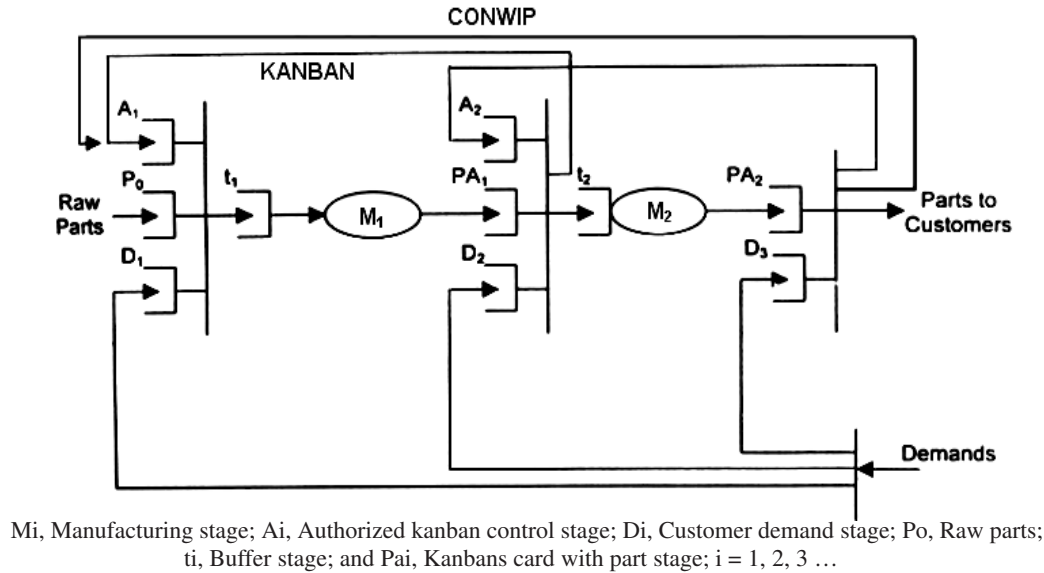 CONWIP
KANBAN
A₁
A₂
P₀
t₁
PA₁
t₂
PA₂
Raw
Parts
M₁
M₂
Parts to
Customers
D₁
D₂
D₃
Demands
Mi, Manufacturing stage; Ai, Authorized kanban control stage; Di, Customer demand stage; Po, Raw parts;
ti, Buffer stage; and Pai, Kanbans card with part stage; i = 1, 2, 3 …